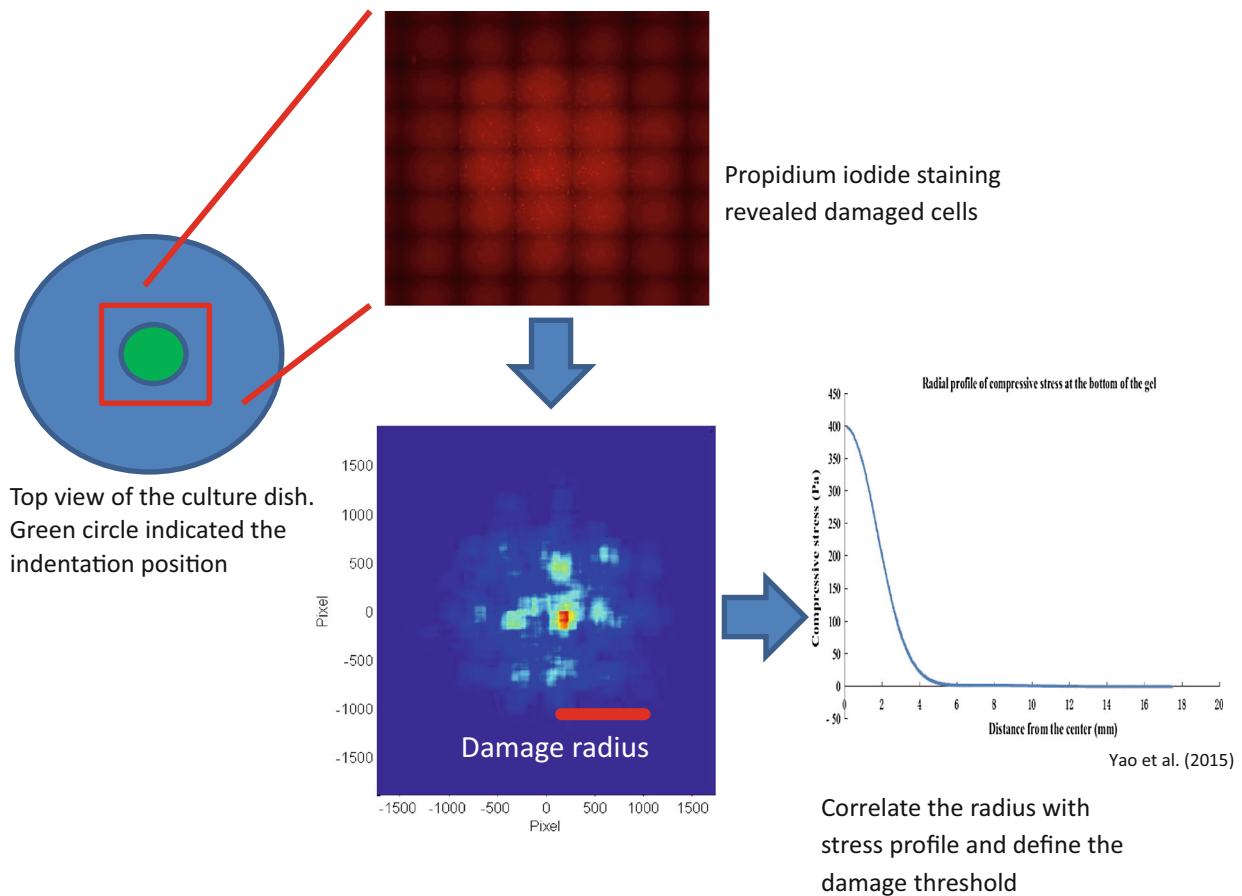 Propidium iodide staining
revealed damaged cells
Top view of the culture dish.
Green circle indicated the
indentation position
1500
1000
500
0
-500
-1000
-1500
Pixel
Damage radius
-1500 -1000 -500 0 500 1000 1500
Pixel
Radial profile of compressive stress at the bottom of the gel
Compressive stress (Pa)
450
400
350
300
250
200
150
100
50
0
- 50
0 2 4 6 8 10 12 14 16 18 20
Distance from the center (mm)
Yao et al. (2015)
Correlate the radius with
stress profile and define the
damage threshold